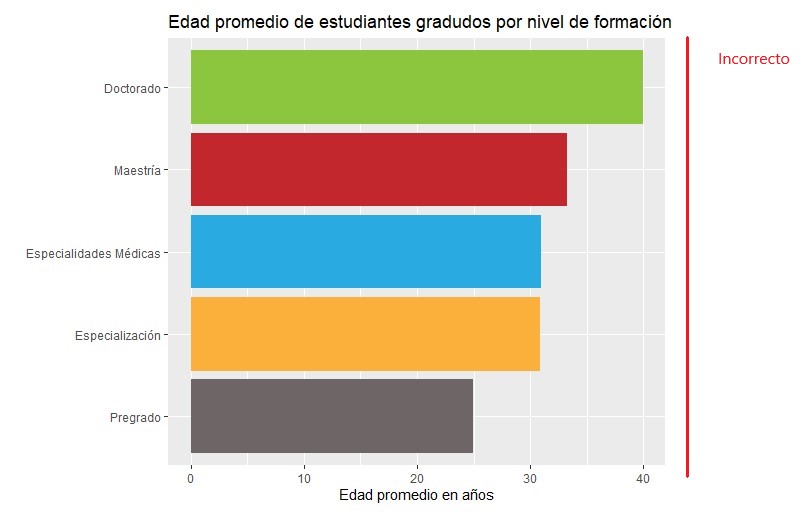 Edad promedio de estudiantes gradudos por nivel de formación
Incorrecto
Doctorado
Maestría
Especialidades Médicas
Especialización
Pregrado
0 10 20 30 40
Edad promedio en años